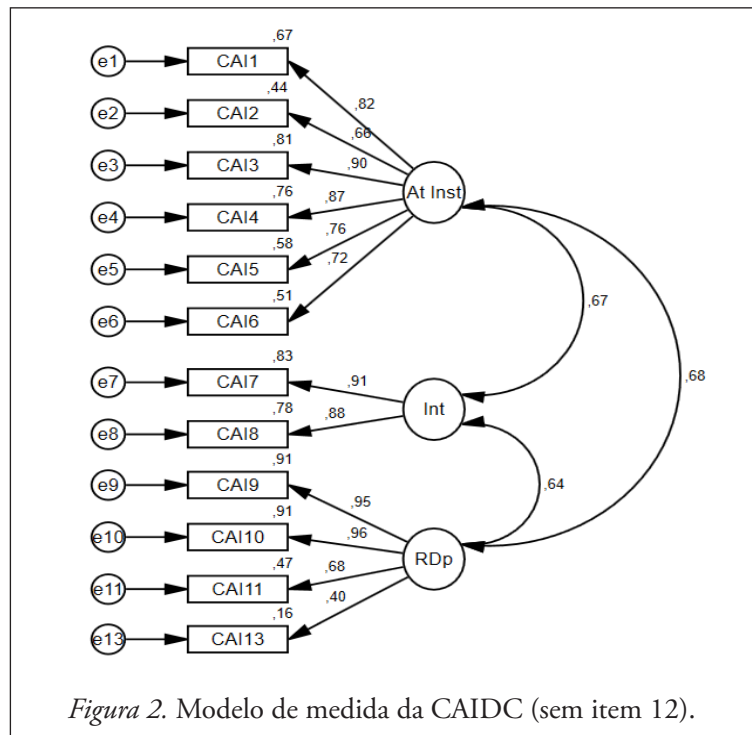 ,67
e1 CAI1
,82
,44
e2 CAI2
,66
,81
e3 CAI3
,90
At Inst
,76
e4 CAI4
,87
,58
e5 CAI5
,76
,51
e6 CAI6
,72
,67
,68
,83
e7 CAI7
,91
Int
,78
e8 CAI8
,88
,64
,91
e9 CAI9
,95
,91
e10 CAI10
,96
RDp
,47
e11 CAI11
,68
,16
e13 CAI13
,40
Figura 2. Modelo de medida da CAIDC (sem item 12).